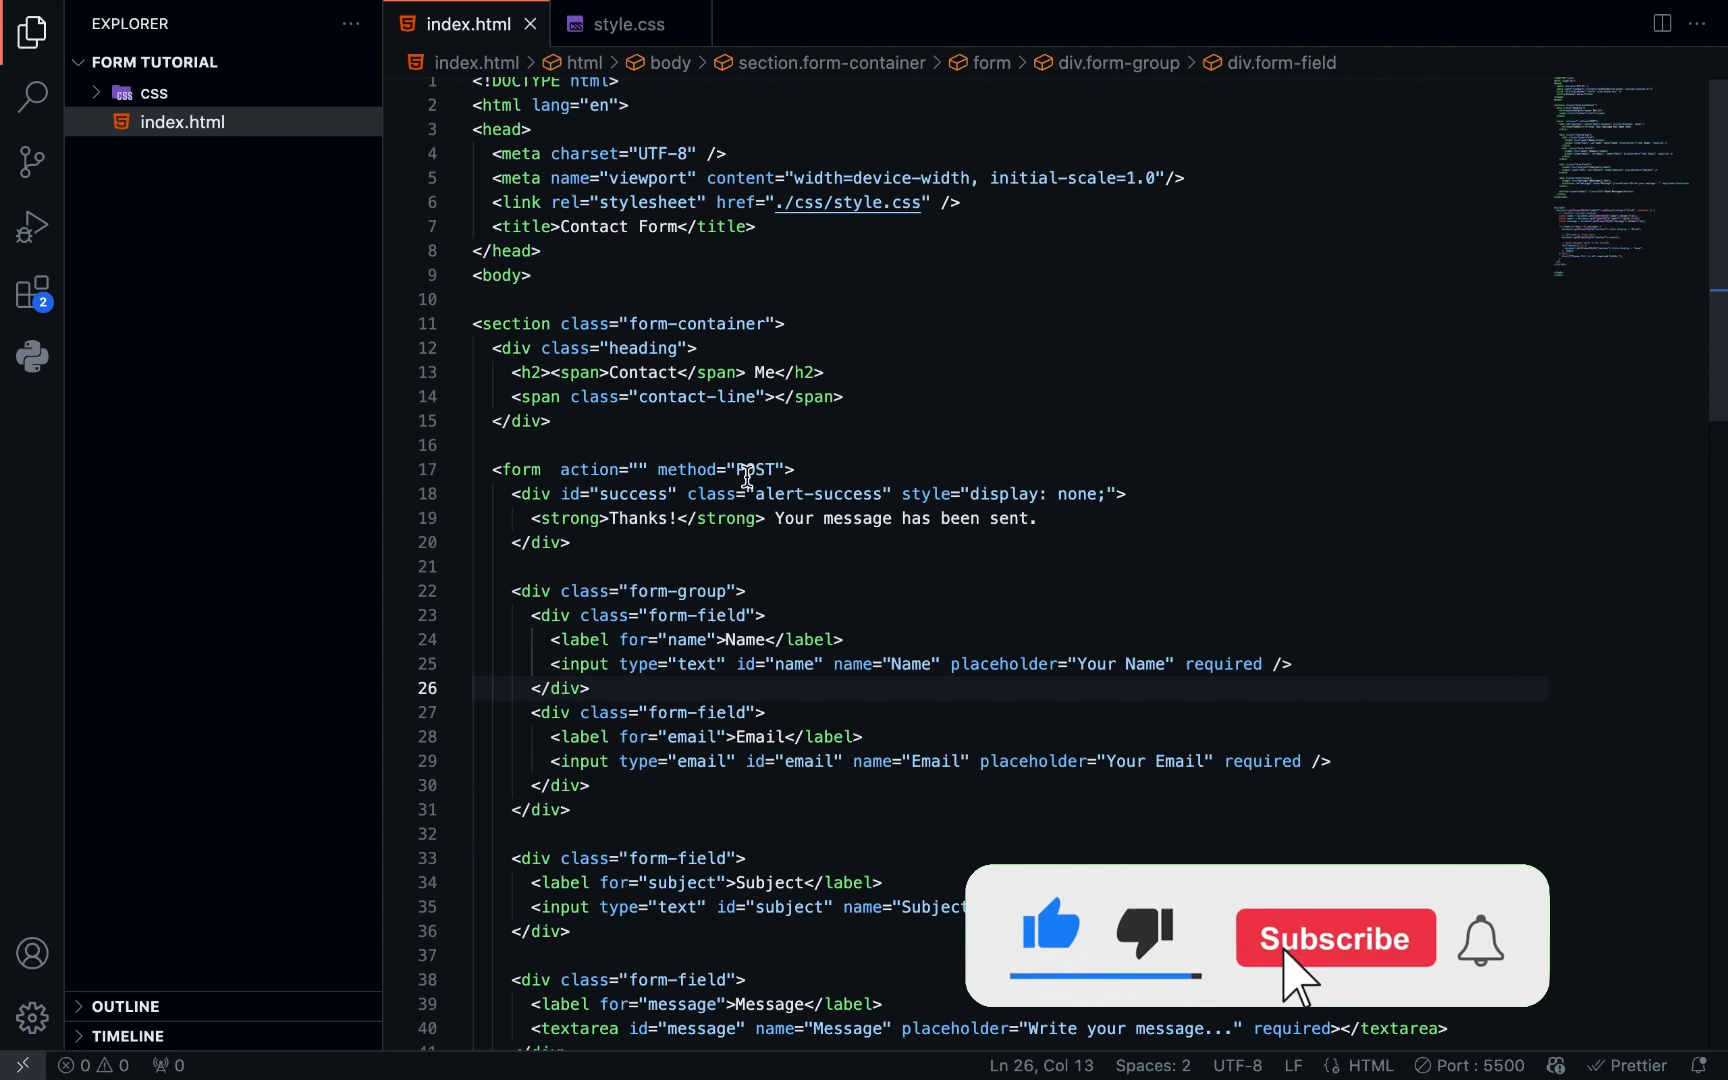 EXPLORER
FORM TUTORIAL
css
index.html
OUTLINE
TIMELINE
2
index.html
style.css
index.html > html > body > section.form-container > form > div.form-group > div.form-field
1 <!DOCTYPE html>
2 <html lang="en">
3 <head>
4 <meta charset="UTF-8" />
5 <meta name="viewport" content="width=device-width, initial-scale=1.0"/>
6 <link rel="stylesheet" href="./css/style.css" />
7 <title>Contact Form</title>
8 </head>
9 <body>
10
11 <section class="form-container">
12 <div class="heading">
13 <h2><span>Contact</span> Me</h2>
14 <span class="contact-line"></span>
15 </div>
16
17 <form  action="" method="POST">
18 <div id="success" class="alert-success" style="display: none;">
19 <strong>Thanks!</strong> Your message has been sent.
20 </div>
21
22 <div class="form-group">
23 <div class="form-field">
24 <label for="name">Name</label>
25 <input type="text" id="name" name="Name" placeholder="Your Name" required />
26 </div>
27 <div class="form-field">
28 <label for="email">Email</label>
29 <input type="email" id="email" name="Email" placeholder="Your Email" required />
30 </div>
31 </div>
32
33 <div class="form-field">
34 <label for="subject">Subject</label>
35 <input type="text" id="subject" name="Subject
36 </div>
37
38 <div class="form-field">
39 <label for="message">Message</label>
40 <textarea id="message" name="Message" placeholder="Write your message..." required></textarea>
Subscribe
0 0 0 Ln 26, Col 13 Spaces: 2 UTF-8 LF {} HTML Port : 5500 Prettier